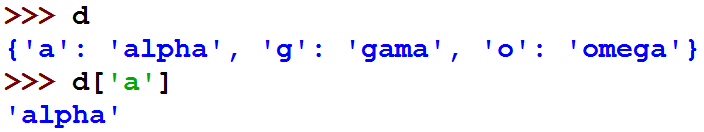 >>> d
{'a': 'alpha', 'g': 'gama', 'o': 'omega'}
>>> d['a']
'alpha'